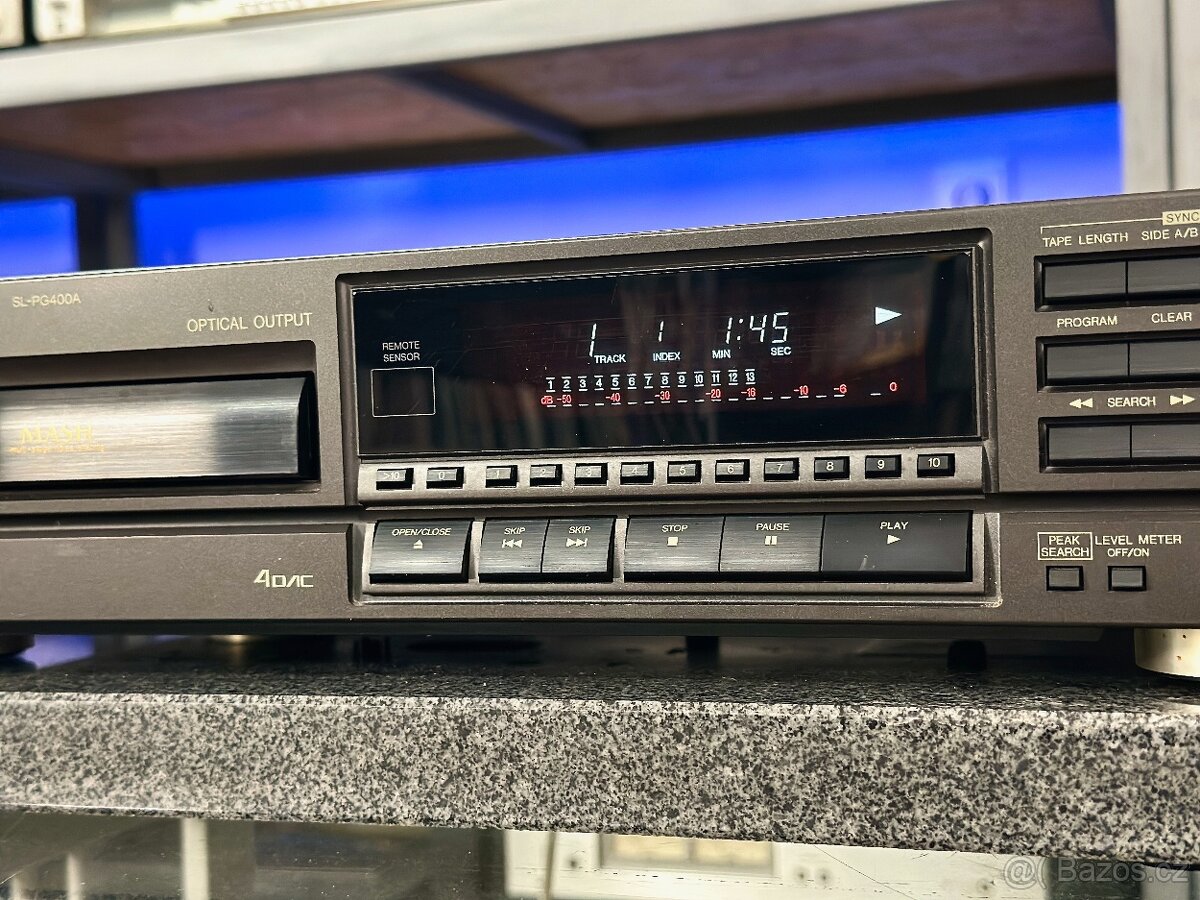 SL-PG400A
OPTICAL OUTPUT
REMOTE
SENSOR
1 1 1:45
TRACK INDEX MIN SEC
1 2 3 4 5 6 7 8 9 10 11 12 13
dB -50 -40 -30 -20 -16 -10 -6 0
MASH
>10 0 1 2 3 4 5 6 7 8 9 10
OPEN/CLOSE SKIP SKIP STOP PAUSE PLAY
4DAC
SYNC
TAPE LENGTH SIDE A/B
PROGRAM CLEAR
SEARCH
PEAK
SEARCH
LEVEL METER
OFF/ON
@ Bazos.cz